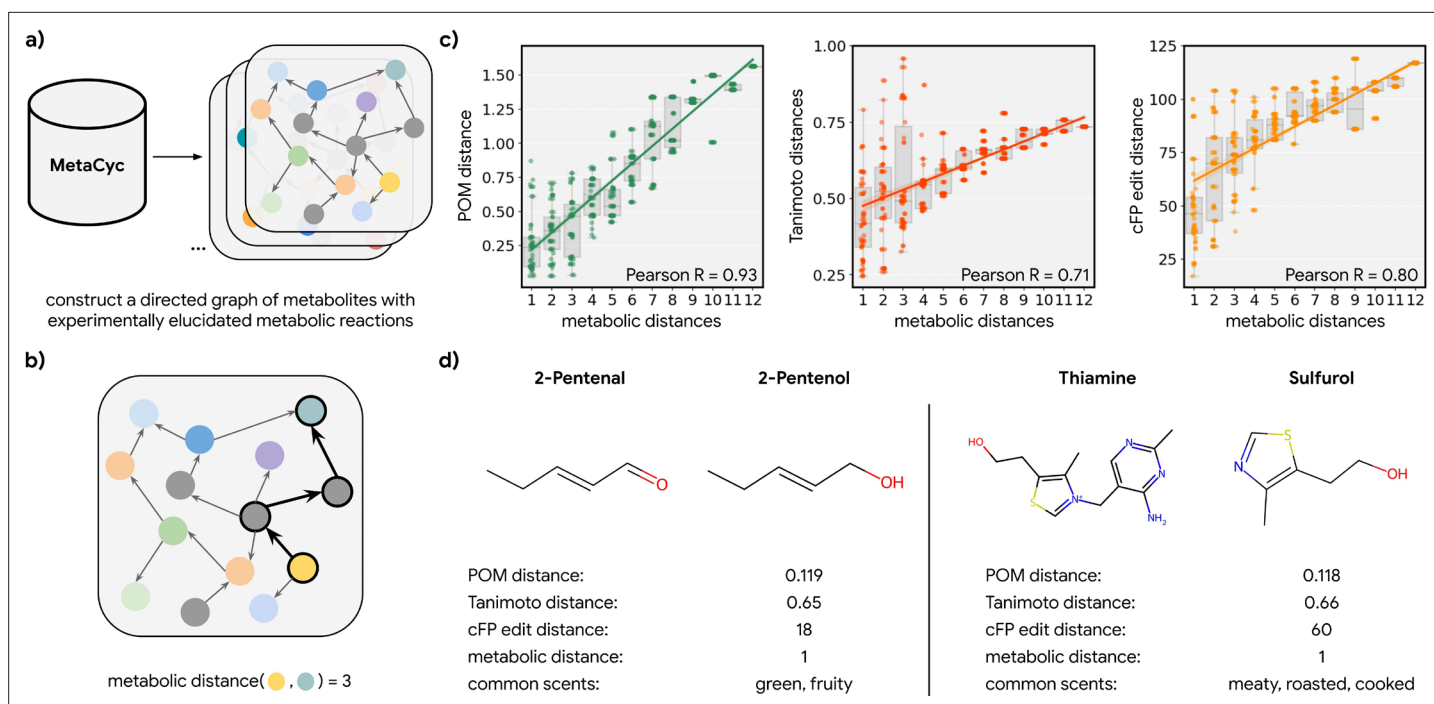 a)
MetaCyc
...
construct a directed graph of metabolites with
experimentally elucidated metabolic reactions
b)
metabolic distance( , ) = 3
c)
POM distance
1.50
1.25
1.00
0.75
0.50
0.25
Pearson R = 0.93
1 2 3 4 5 6 7 8 9 10 11 12
metabolic distances
Tanimoto distances
1.00
0.75
0.50
0.25
Pearson R = 0.71
1 2 3 4 5 6 7 8 9 10 11 12
metabolic distances
cFP edit distance
125
100
75
50
25
Pearson R = 0.80
1 2 3 4 5 6 7 8 9 10 11 12
metabolic distances
d)
2-Pentenal 2-Pentenol
O
OH
POM distance: 0.119
Tanimoto distance: 0.65
cFP edit distance: 18
metabolic distance: 1
common scents: green, fruity
Thiamine Sulfurol
HO
S
N+
N
N
NH2
S
N
OH
POM distance: 0.118
Tanimoto distance: 0.66
cFP edit distance: 60
metabolic distance: 1
common scents: meaty, roasted, cooked